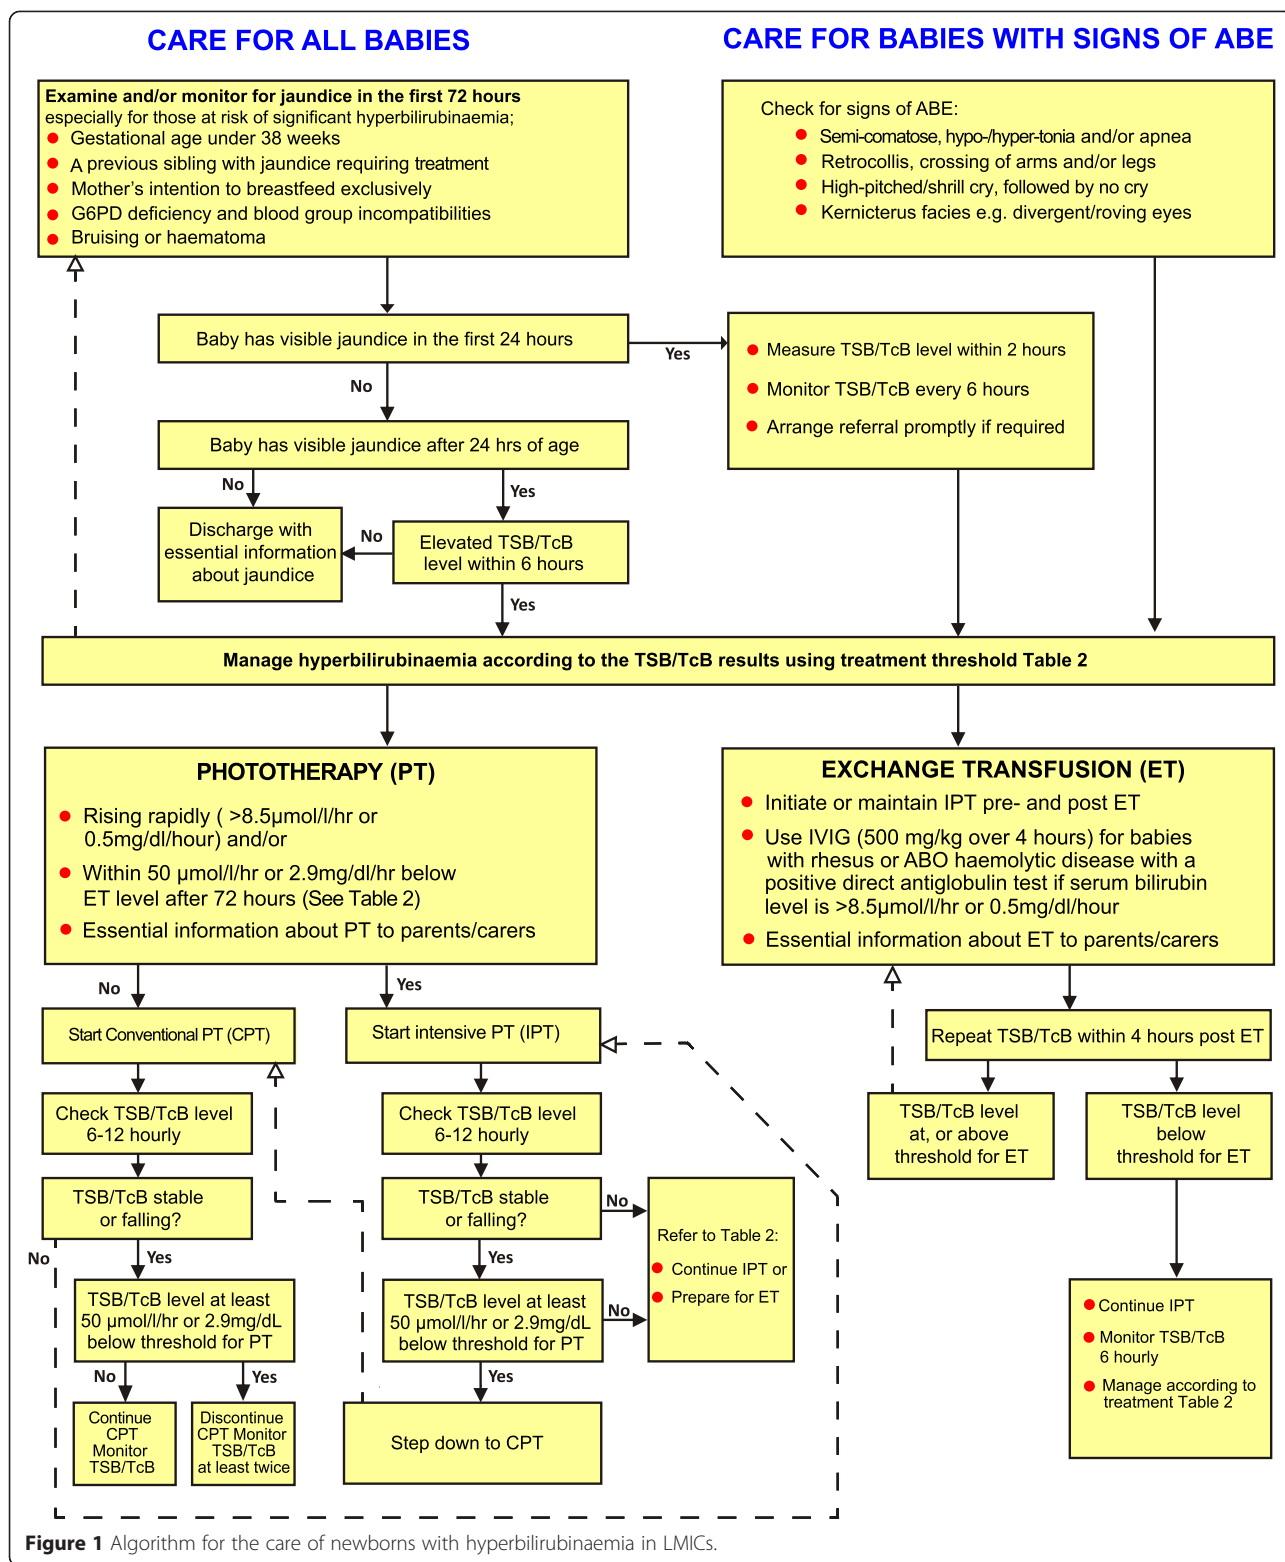 CARE FOR ALL BABIES
CARE FOR BABIES WITH SIGNS OF ABE
Examine and/or monitor for jaundice in the first 72 hours
especially for those at risk of significant hyperbilirubinaemia;
Gestational age under 38 weeks
A previous sibling with jaundice requiring treatment
Mother's intention to breastfeed exclusively
G6PD deficiency and blood group incompatibilities
Bruising or haematoma
Check for signs of ABE:
Semi-comatose, hypo-/hyper-tonia and/or apnea
Retrocollis, crossing of arms and/or legs
High-pitched/shrill cry, followed by no cry
Kernicterus facies e.g. divergent/roving eyes
Baby has visible jaundice in the first 24 hours
Yes
Measure TSB/TcB level within 2 hours
Monitor TSB/TcB every 6 hours
Arrange referral promptly if required
No
Baby has visible jaundice after 24 hrs of age
No
Yes
Discharge with
essential information
about jaundice
No
Elevated TSB/TcB
level within 6 hours
Yes
Manage hyperbilirubinaemia according to the TSB/TcB results using treatment threshold Table 2
PHOTOTHERAPY (PT)
Rising rapidly ( >8.5µmol/l/hr or
0.5mg/dl/hour) and/or
Within 50 µmol/l/hr or 2.9mg/dl/hr below
ET level after 72 hours (See Table 2)
Essential information about PT to parents/carers
EXCHANGE TRANSFUSION (ET)
Initiate or maintain IPT pre- and post ET
Use IVIG (500 mg/kg over 4 hours) for babies
with rhesus or ABO haemolytic disease with a
positive direct antiglobulin test if serum bilirubin
level is >8.5µmol/l/hr or 0.5mg/dl/hour
Essential information about ET to parents/carers
No
Yes
Start Conventional PT (CPT)
Start intensive PT (IPT)
Repeat TSB/TcB within 4 hours post ET
Check TSB/TcB level
6-12 hourly
Check TSB/TcB level
6-12 hourly
TSB/TcB level
at, or above
threshold for ET
TSB/TcB level
below
threshold for ET
TSB/TcB stable
or falling?
TSB/TcB stable
or falling?
No
Refer to Table 2:
Continue IPT or
Prepare for ET
No
Yes
Yes
TSB/TcB level at least
50 µmol/l/hr or 2.9mg/dL
below threshold for PT
TSB/TcB level at least
50 µmol/l/hr or 2.9mg/dL
below threshold for PT
No
Continue IPT
Monitor TSB/TcB
6 hourly
Manage according to
treatment Table 2
No
Yes
Yes
Continue
CPT
Monitor
TSB/TcB
Discontinue
CPT Monitor
TSB/TcB
at least twice
Step down to CPT
Figure 1 Algorithm for the care of newborns with hyperbilirubinaemia in LMICs.